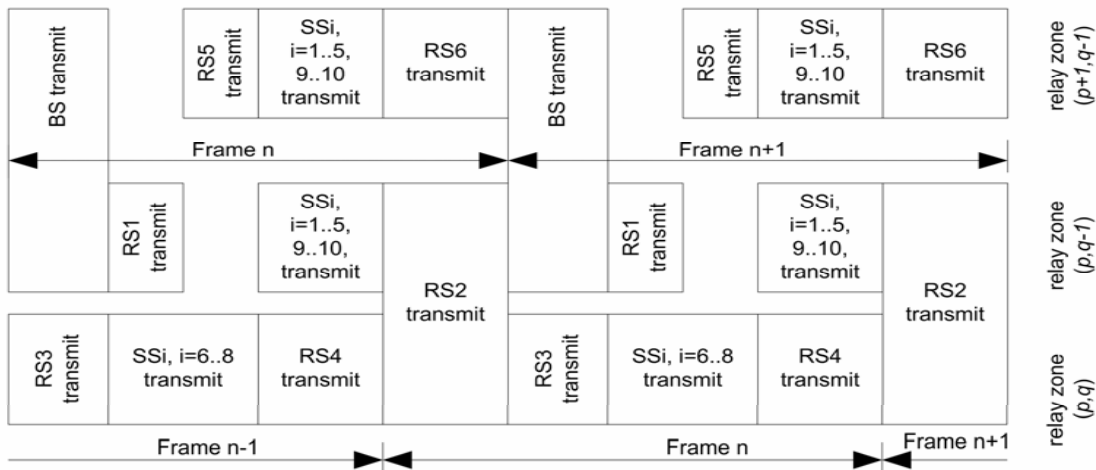 BS transmit
RS5
transmit
SSi,
i=1..5,
9..10
transmit
RS6
transmit
BS transmit
RS5
transmit
SSi,
i=1..5,
9..10
transmit
RS6
transmit
relay zone
(p+1,q-1)
Frame n
Frame n+1
RS1
transmit
SSi,
i=1..5,
9..10,
transmit
RS2
transmit
RS1
transmit
SSi,
i=1..5,
9..10,
transmit
RS2
transmit
relay zone
(p,q-1)
RS3
transmit
SSi, i=6..8
transmit
RS4
transmit
RS3
transmit
SSi, i=6..8
transmit
RS4
transmit
relay zone
(p,q)
Frame n-1
Frame n
Frame n+1